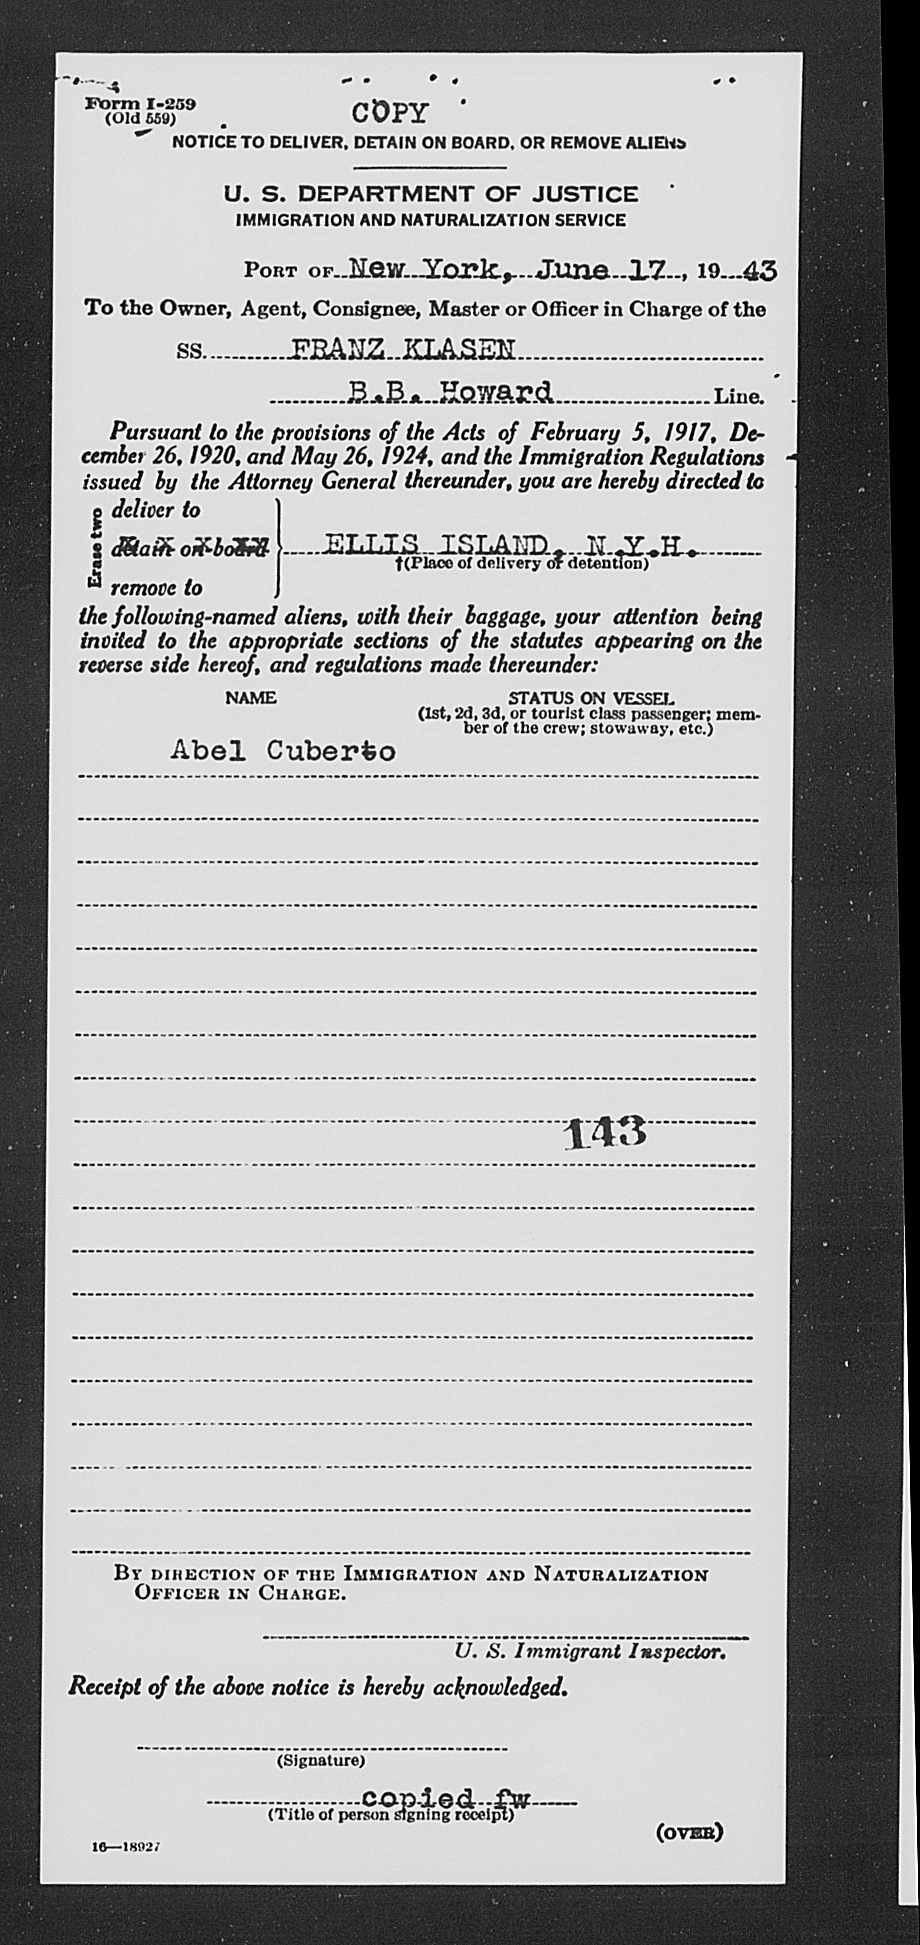 Form I-259
(Old 559)
COPY
NOTICE TO DELIVER, DETAIN ON BOARD, OR REMOVE ALIENS
U. S. DEPARTMENT OF JUSTICE
IMMIGRATION AND NATURALIZATION SERVICE
PORT OF New York, June 17, 19 43
To the Owner, Agent, Consignee, Master or Officer in Charge of the
SS. FRANZ KLASEN
B.B. Howard Line.
Pursuant to the provisions of the Acts of February 5, 1917, De-
cember 26, 1920, and May 26, 1924, and the Immigration Regulations
issued by the Attorney General thereunder, you are hereby directed to
Erase two
deliver to
detain on board
remove to
ELLIS ISLAND, N.Y.H.
†(Place of delivery or detention)
the following-named aliens, with their baggage, your attention being
invited to the appropriate sections of the statutes appearing on the
reverse side hereof, and regulations made thereunder:
NAME STATUS ON VESSEL
(1st, 2d, 3d, or tourist class passenger; mem-
ber of the crew; stowaway, etc.)
Abel Cuberto
143
BY DIRECTION OF THE IMMIGRATION AND NATURALIZATION
OFFICER IN CHARGE.
U. S. Immigrant Inspector.
Receipt of the above notice is hereby acknowledged.
(Signature)
copied fw
(Title of person signing receipt)
(OVER)
16—18927